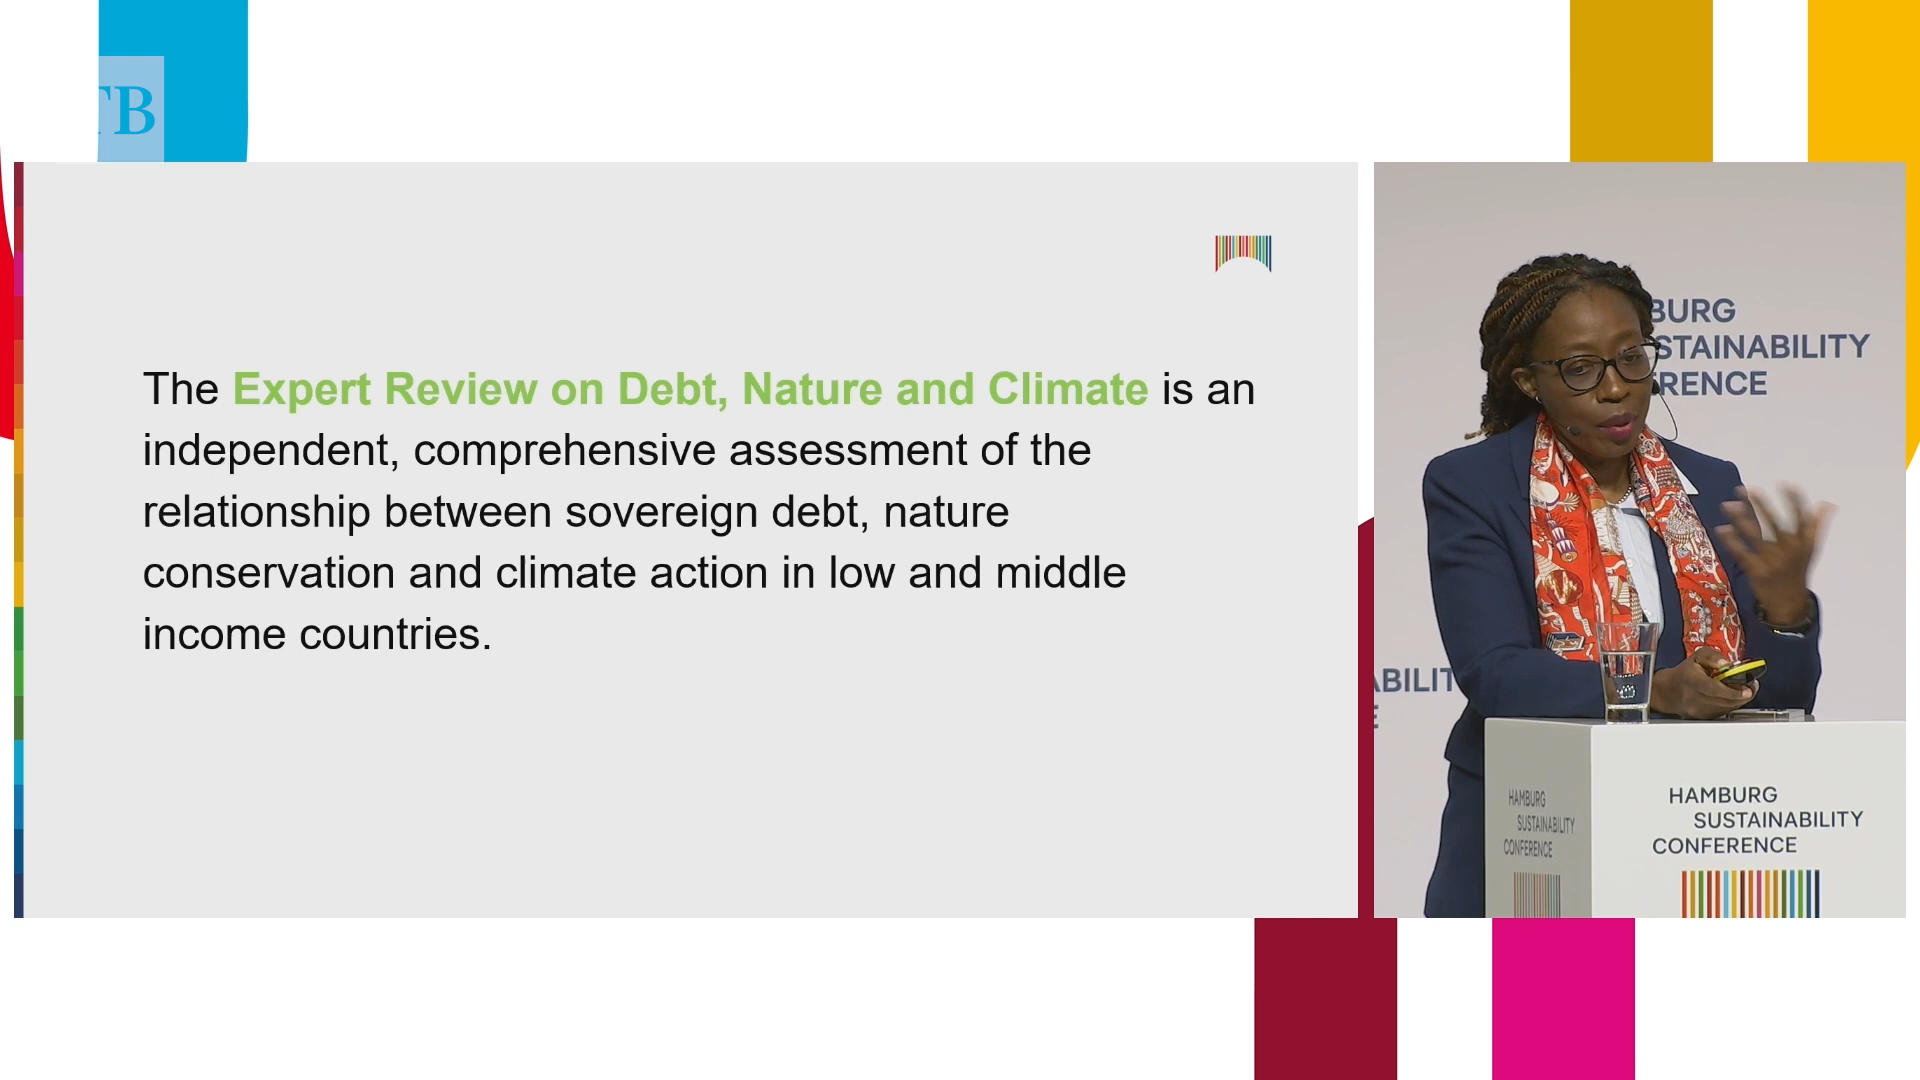 TB
The Expert Review on Debt, Nature and Climate is an
independent, comprehensive assessment of the
relationship between sovereign debt, nature
conservation and climate action in low and middle
income countries.
BURG
STAINABILITY
RENCE
ABILIT
E
HAMBURG
SUSTAINABILITY
CONFERENCE
HAMBURG
SUSTAINABILITY
CONFERENCE